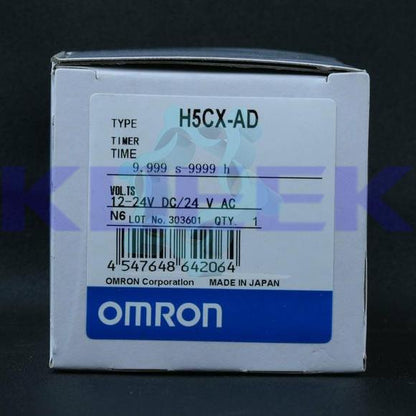 TYPE H5CX-AD
TIMER
TIME
9.999 s-9999 h
VOLTS
12-24V DC/24 V AC
N6 LOT No. 303601 QTY. 1
4 547648 642064
OMRON Corporation MADE IN JAPAN
OMRON